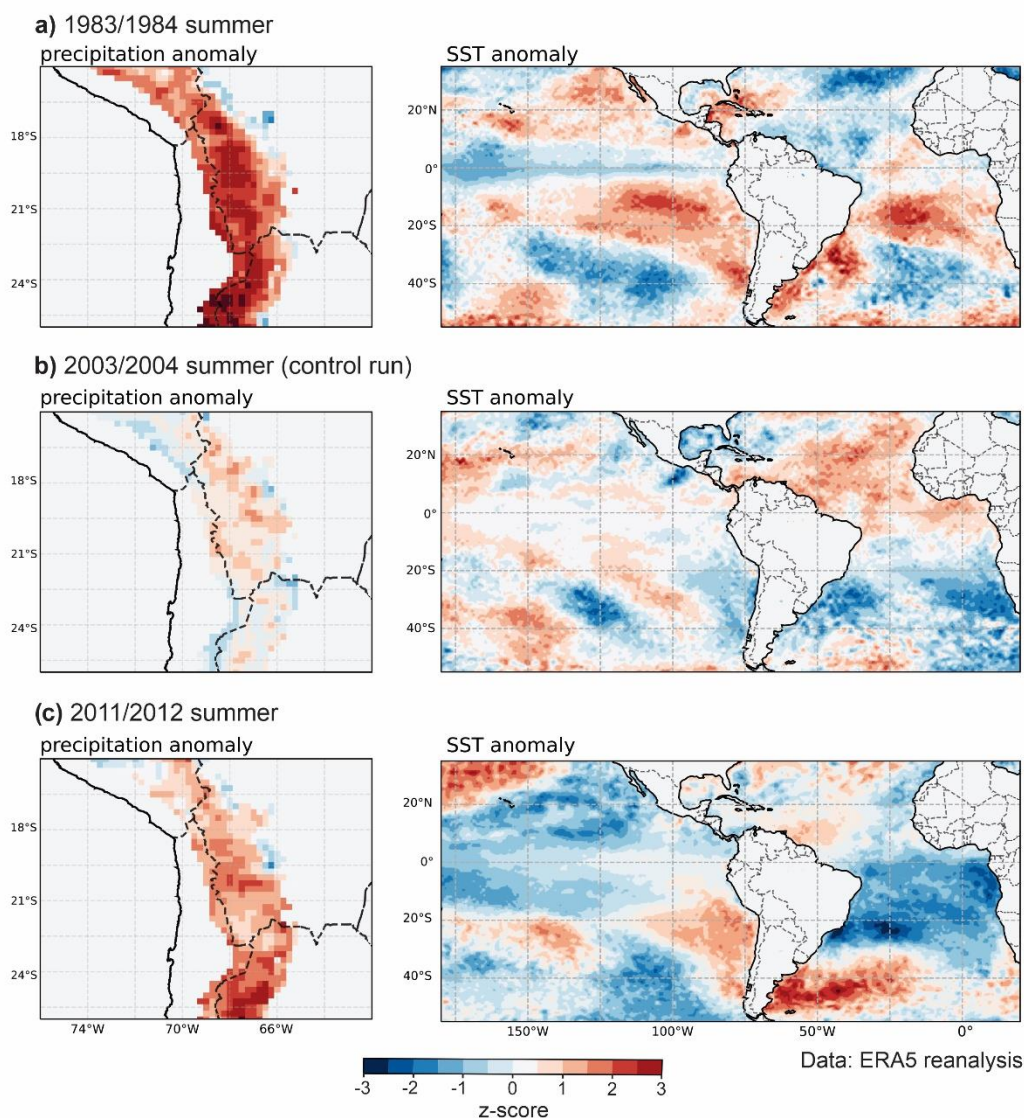 a) 1983/1984 summer
precipitation anomaly SST anomaly
18°S 20°N
21°S 0°
24°S 20°S
40°S
b) 2003/2004 summer (control run)
precipitation anomaly SST anomaly
18°S 20°N
21°S 0°
24°S 20°S
40°S
(c) 2011/2012 summer
precipitation anomaly SST anomaly
18°S 20°N
21°S 0°
24°S 20°S
40°S
74°W 70°W 66°W 150°W 100°W 50°W 0°
-3 -2 -1 0 1 2 3
z-score
Data: ERA5 reanalysis